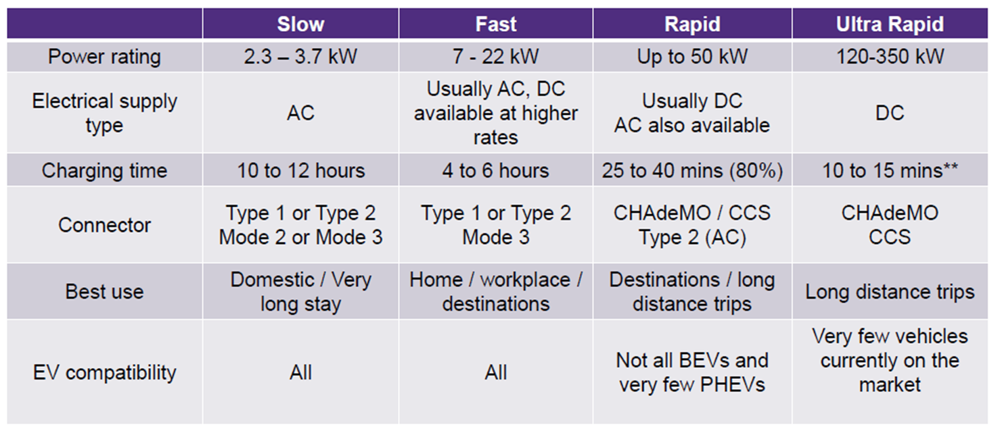 Slow Fast Rapid Ultra Rapid
Power rating 2.3 – 3.7 kW 7 - 22 kW Up to 50 kW 120-350 kW
Electrical supply
type
AC
Usually AC, DC
available at higher
rates
Usually DC
AC also available
DC
Charging time 10 to 12 hours 4 to 6 hours 25 to 40 mins (80%) 10 to 15 mins**
Connector
Type 1 or Type 2
Mode 2 or Mode 3
Type 1 or Type 2
Mode 3
CHAdeMO / CCS
Type 2 (AC)
CHAdeMO
CCS
Best use
Domestic / Very
long stay
Home / workplace /
destinations
Destinations / long
distance trips
Long distance trips
EV compatibility
All
All
Not all BEVs and
very few PHEVs
Very few vehicles
currently on the
market